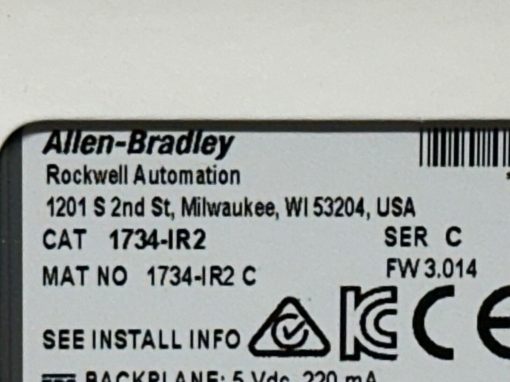 Allen-Bradley
Rockwell Automation
1201 S 2nd St, Milwaukee, WI 53204, USA
CAT 1734-IR2 SER C
MAT NO 1734-IR2 C FW 3.014
SEE INSTALL INFO
BACKPLANE: 5 Vdc, 220 mA